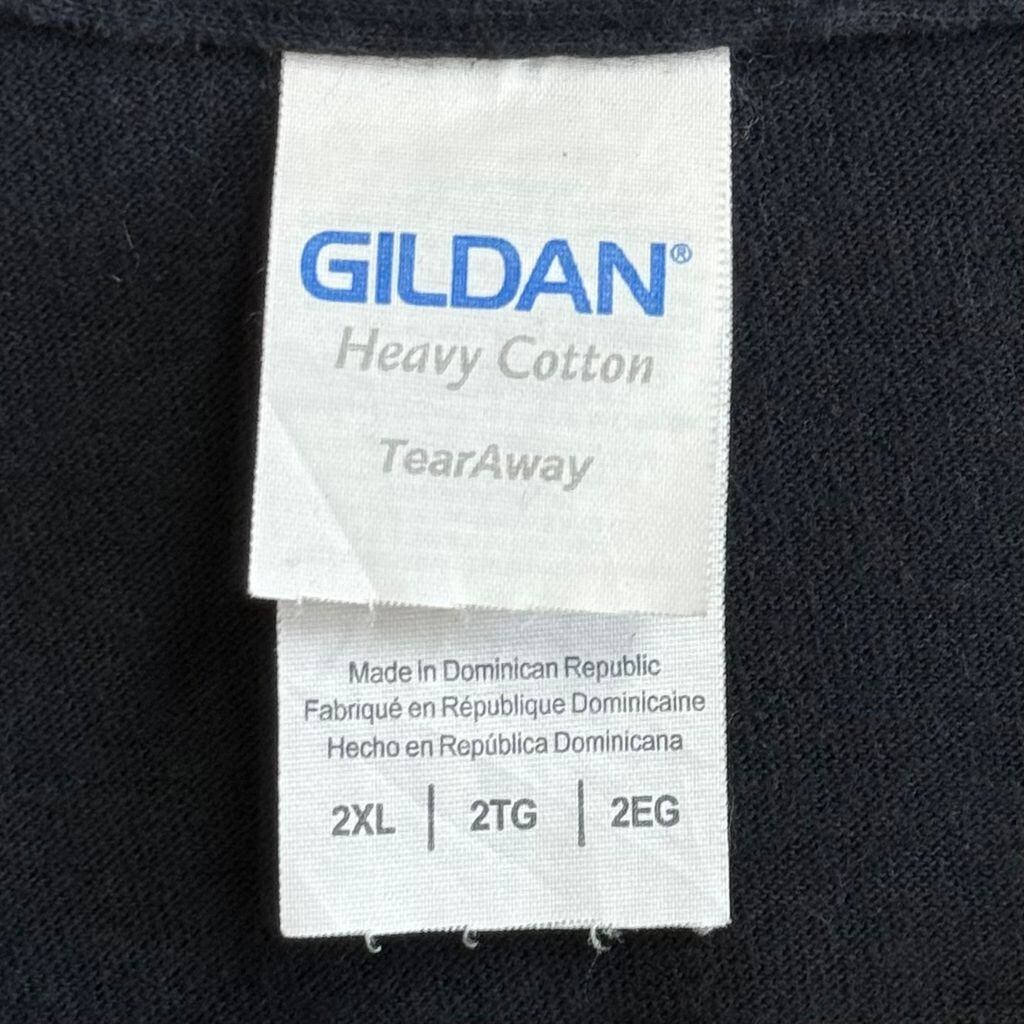 GILDAN®
Heavy Cotton
TearAway
Made In Dominican Republic
Fabriqué en République Dominicaine
Hecho en República Dominicana
2XL | 2TG | 2EG